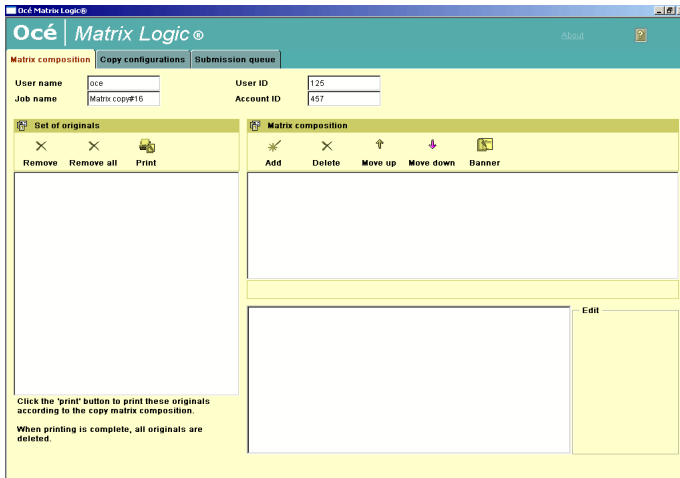 Océ Matrix Logic®
Océ | Matrix Logic ®
About
?
Matrix composition Copy configurations Submission queue
User name oce User ID 125
Job name Matrix copy#16 Account ID 457
Set of originals Matrix composition
Remove Remove all Print Add Delete Move up Move down Banner
Edit
Click the 'print' button to print these originals
according to the copy matrix composition.
When printing is complete, all originals are
deleted.